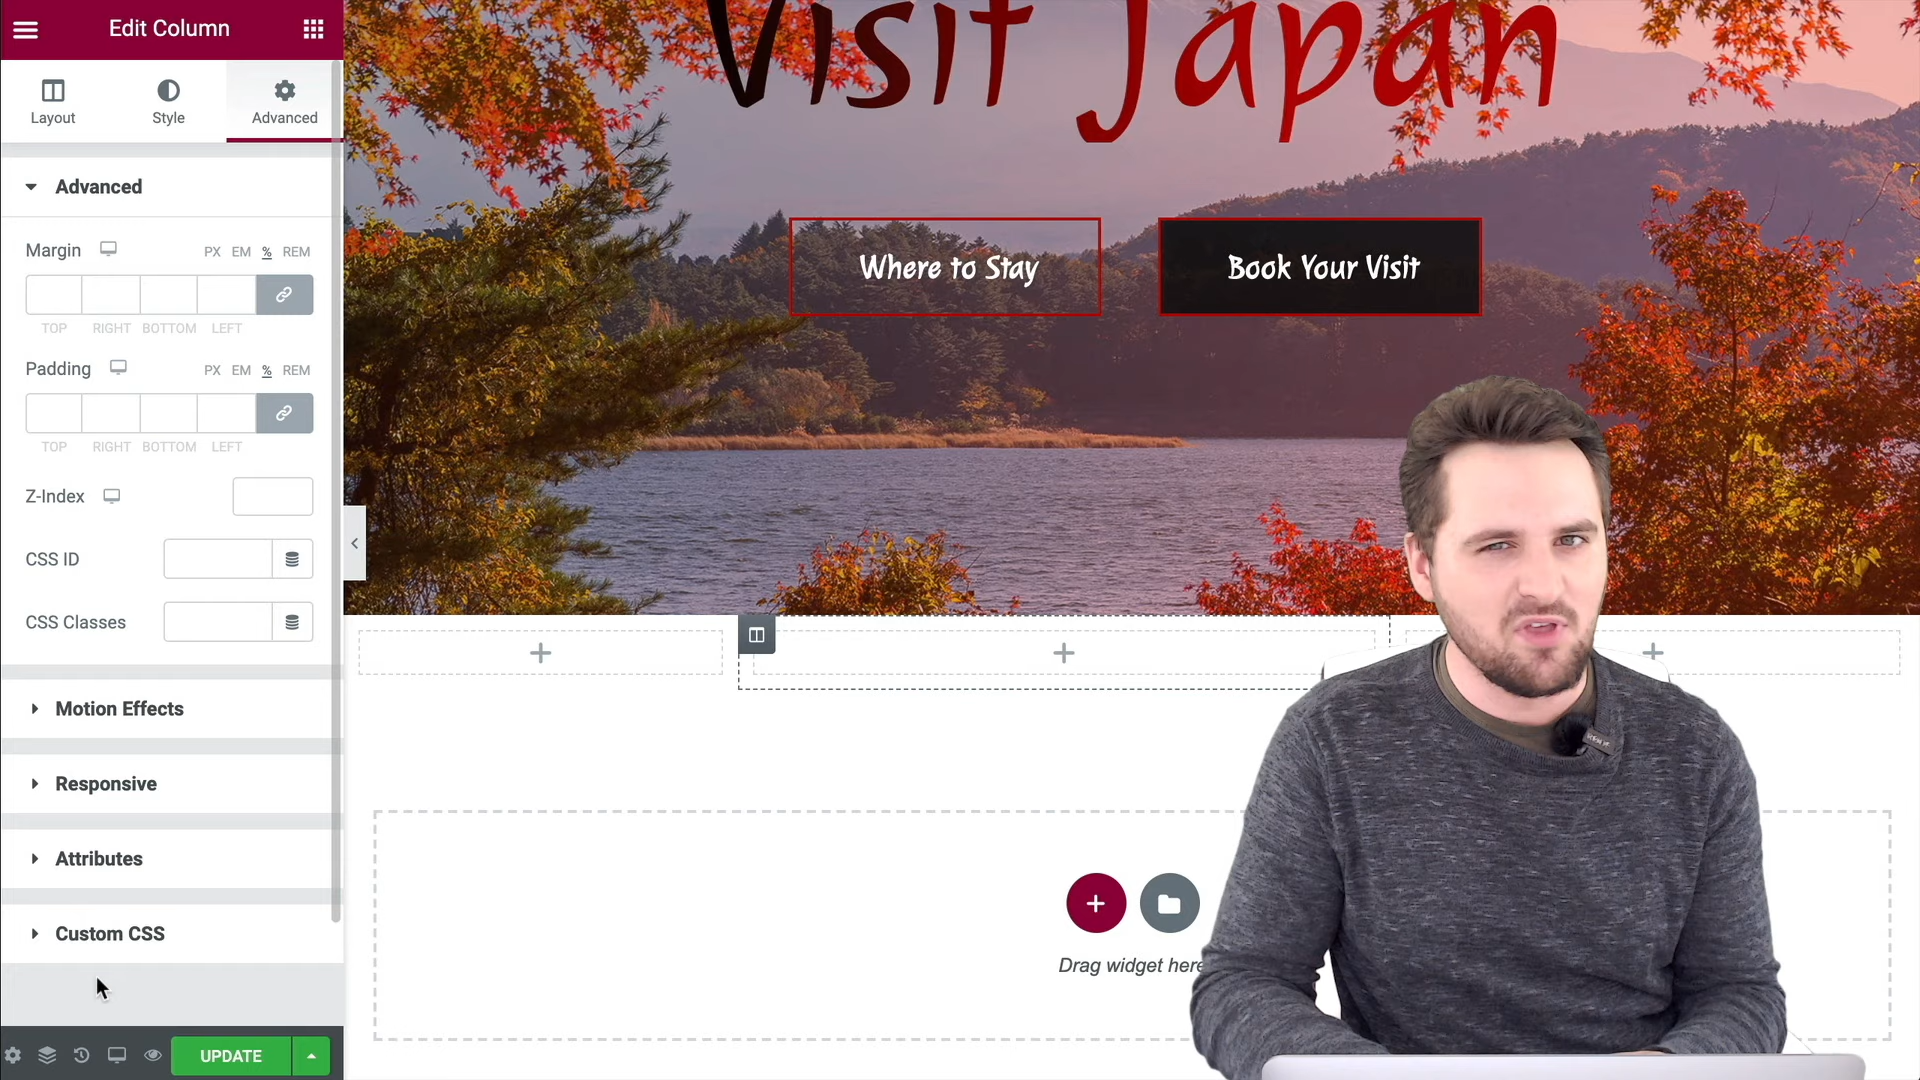 Edit Column
Layout
Style
Advanced
Advanced
Margin
PX EM % REM
TOP RIGHT BOTTOM LEFT
Padding
PX EM % REM
TOP RIGHT BOTTOM LEFT
Z-Index
CSS ID
CSS Classes
Motion Effects
Responsive
Attributes
Custom CSS
UPDATE
Visit Japan
Where to Stay
Book Your Visit
Drag widget here